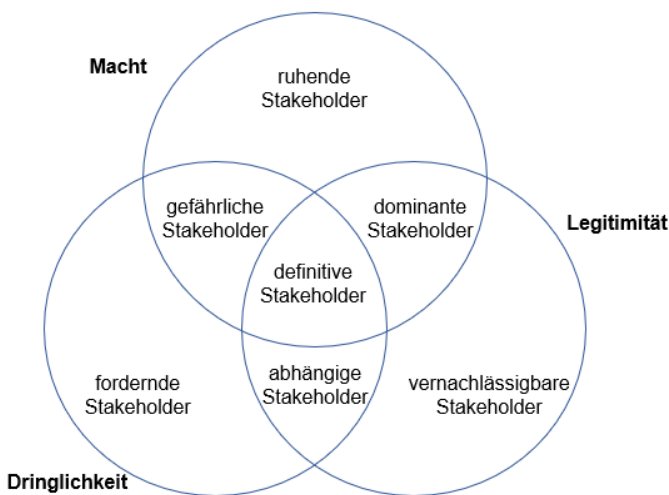 Macht
ruhende
Stakeholder
gefährliche
Stakeholder
dominante
Stakeholder
Legitimität
definitive
Stakeholder
fordernde
Stakeholder
abhängige
Stakeholder
vernachlässigbare
Stakeholder
Dringlichkeit